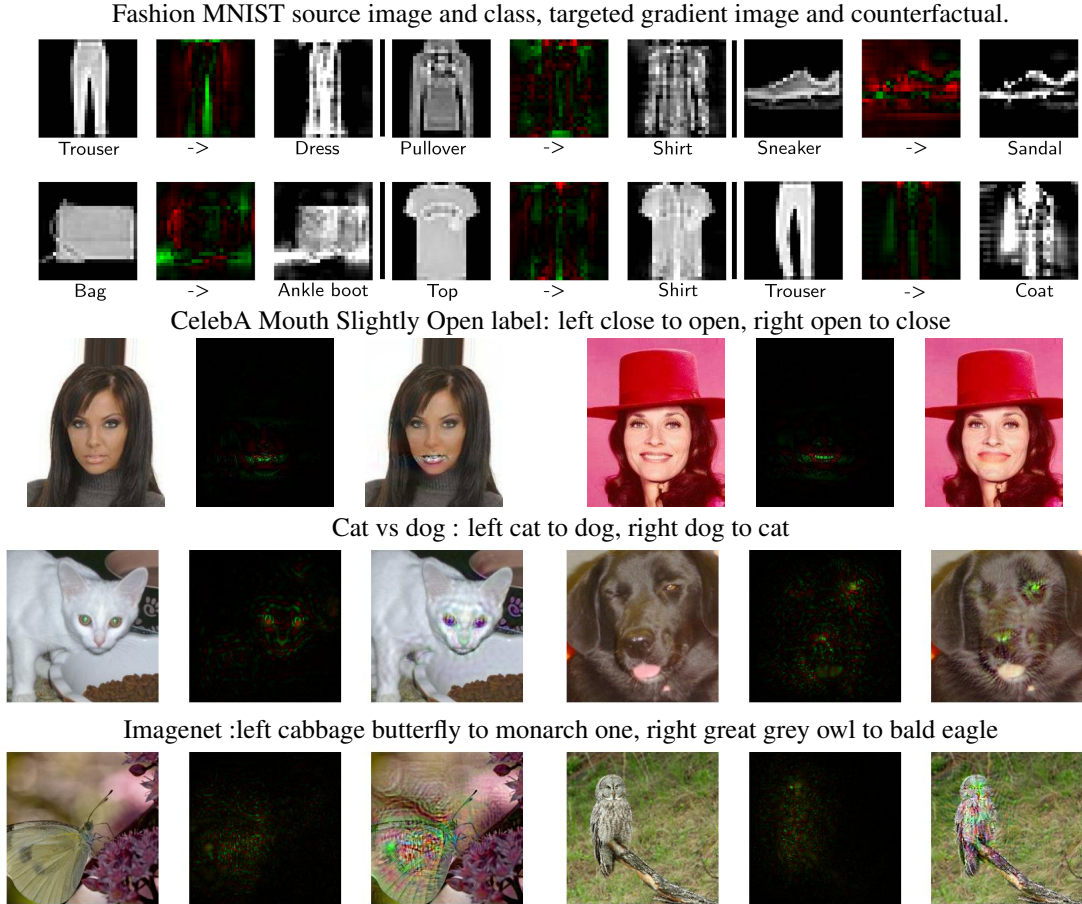 Fashion MNIST source image and class, targeted gradient image and counterfactual.
Trouser -> Dress Pullover -> Shirt Sneaker -> Sandal
Bag -> Ankle boot Top -> Shirt Trouser -> Coat
CelebA Mouth Slightly Open label: left close to open, right open to close
Cat vs dog : left cat to dog, right dog to cat
Imagenet :left cabbage butterfly to monarch one, right great grey owl to bald eagle